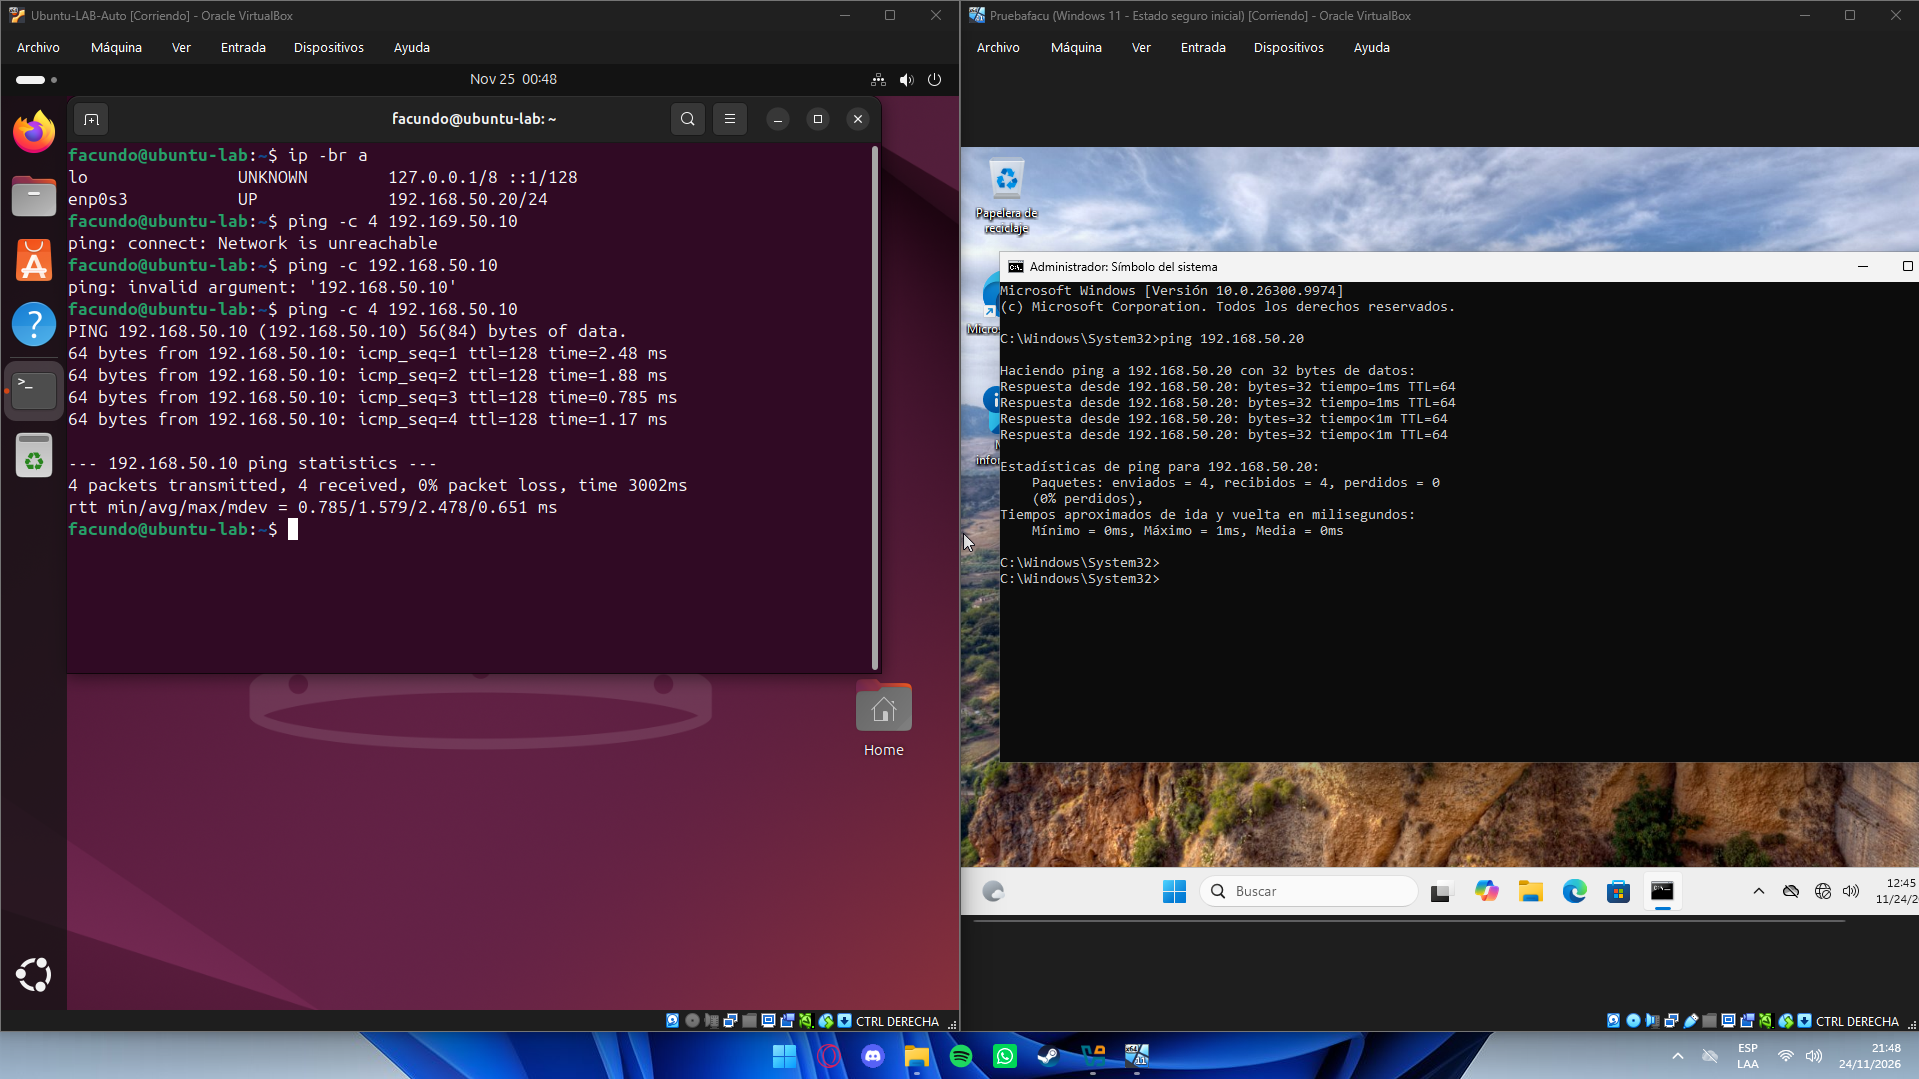 Ubuntu-LAB-Auto [Corriendo] - Oracle VirtualBox
Archivo Máquina Ver Entrada Dispositivos Ayuda
Nov 25 00:48
facundo@ubuntu-lab: ~
facundo@ubuntu-lab:~$ ip -br a
lo UNKNOWN 127.0.0.1/8 ::1/128
enp0s3 UP 192.168.50.20/24
facundo@ubuntu-lab:~$ ping -c 4 192.169.50.10
ping: connect: Network is unreachable
facundo@ubuntu-lab:~$ ping -c 192.168.50.10
ping: invalid argument: '192.168.50.10'
facundo@ubuntu-lab:~$ ping -c 4 192.168.50.10
PING 192.168.50.10 (192.168.50.10) 56(84) bytes of data.
64 bytes from 192.168.50.10: icmp_seq=1 ttl=128 time=2.48 ms
64 bytes from 192.168.50.10: icmp_seq=2 ttl=128 time=1.88 ms
64 bytes from 192.168.50.10: icmp_seq=3 ttl=128 time=0.785 ms
64 bytes from 192.168.50.10: icmp_seq=4 ttl=128 time=1.17 ms
--- 192.168.50.10 ping statistics ---
4 packets transmitted, 4 received, 0% packet loss, time 3002ms
rtt min/avg/max/mdev = 0.785/1.579/2.478/0.651 ms
facundo@ubuntu-lab:~$
Home
CTRL DERECHA
Pruebafacu (Windows 11 - Estado seguro inicial) [Corriendo] - Oracle VirtualBox
Archivo Máquina Ver Entrada Dispositivos Ayuda
Papelera de
reciclaje
Micros
infor
Administrador: Símbolo del sistema
Microsoft Windows [Versión 10.0.26300.9974]
(c) Microsoft Corporation. Todos los derechos reservados.
C:\Windows\System32>ping 192.168.50.20
Haciendo ping a 192.168.50.20 con 32 bytes de datos:
Respuesta desde 192.168.50.20: bytes=32 tiempo=1ms TTL=64
Respuesta desde 192.168.50.20: bytes=32 tiempo=1ms TTL=64
Respuesta desde 192.168.50.20: bytes=32 tiempo<1m TTL=64
Respuesta desde 192.168.50.20: bytes=32 tiempo<1m TTL=64
Estadísticas de ping para 192.168.50.20:
Paquetes: enviados = 4, recibidos = 4, perdidos = 0
(0% perdidos),
Tiempos aproximados de ida y vuelta en milisegundos:
Mínimo = 0ms, Máximo = 1ms, Media = 0ms
C:\Windows\System32>
C:\Windows\System32>
Buscar
12:45
11/24/2
CTRL DERECHA
ESP
LAA
21:48
24/11/2026